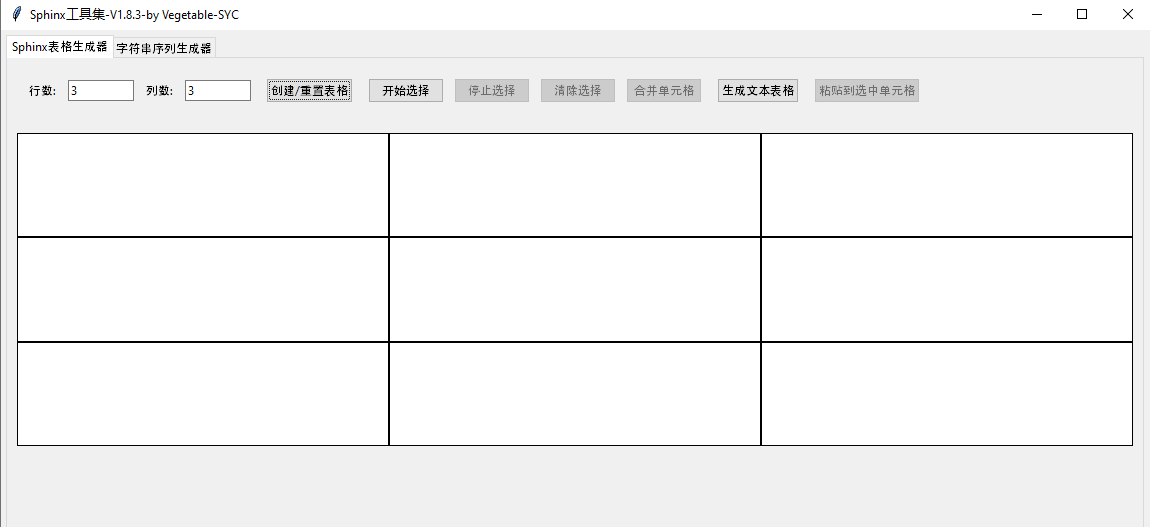 Sphinx工具集-V1.8.3-by Vegetable-SYC
Sphinx表格生成器 字符串序列生成器
行数: 3 列数: 3 创建/重置表格 开始选择 停止选择 清除选择 合并单元格 生成文本表格 粘贴到选中单元格